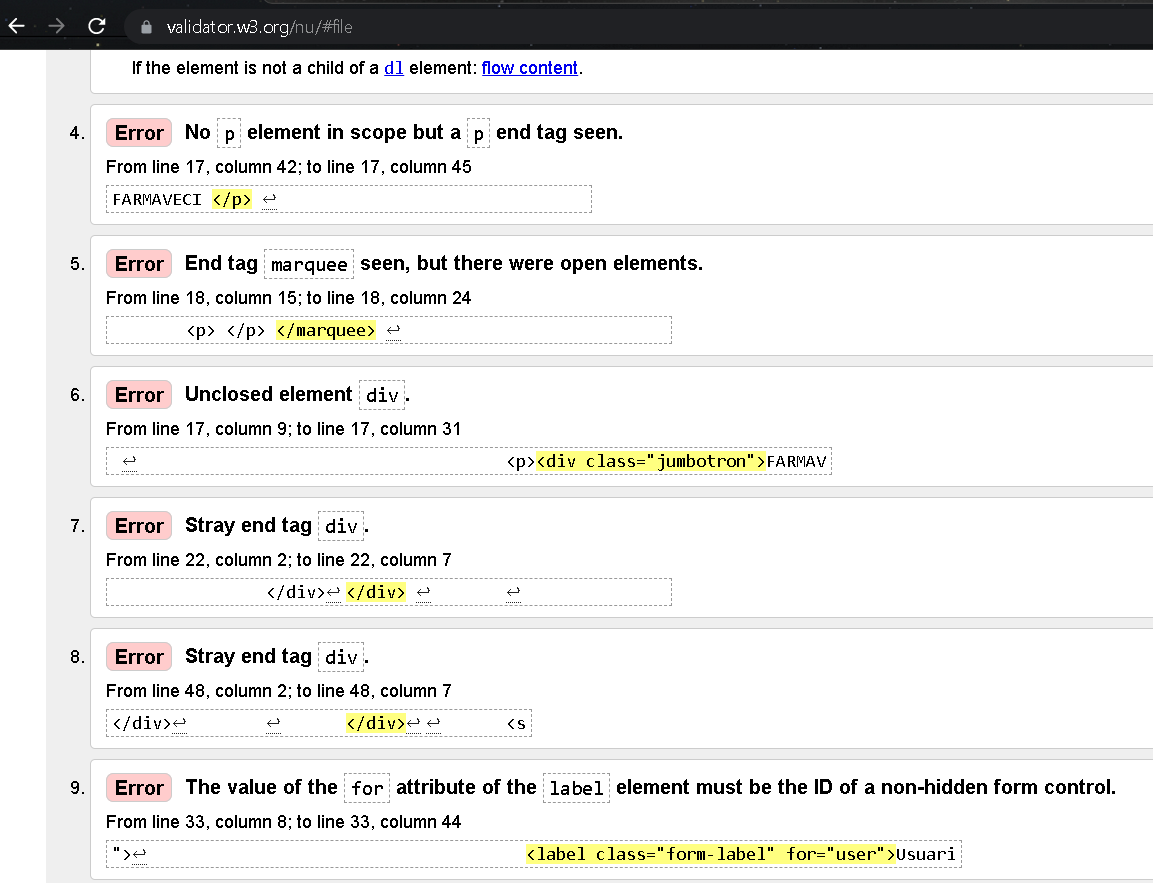 validator.w3.org/nu/#file
If the element is not a child of a dl element: flow content.
4. Error No p element in scope but a p end tag seen.
From line 17, column 42; to line 17, column 45
FARMAVECI </p> ↩
5. Error End tag marquee seen, but there were open elements.
From line 18, column 15; to line 18, column 24
<p> </p> </marquee> ↩
6. Error Unclosed element div.
From line 17, column 9; to line 17, column 31
↩ <p><div class="jumbotron">FARMAV
7. Error Stray end tag div.
From line 22, column 2; to line 22, column 7
</div>↩ </div> ↩ ↩
8. Error Stray end tag div.
From line 48, column 2; to line 48, column 7
</div>↩ ↩ </div>↩ ↩ <s
9. Error The value of the for attribute of the label element must be the ID of a non-hidden form control.
From line 33, column 8; to line 33, column 44
">↩ <label class="form-label" for="user">Usuari